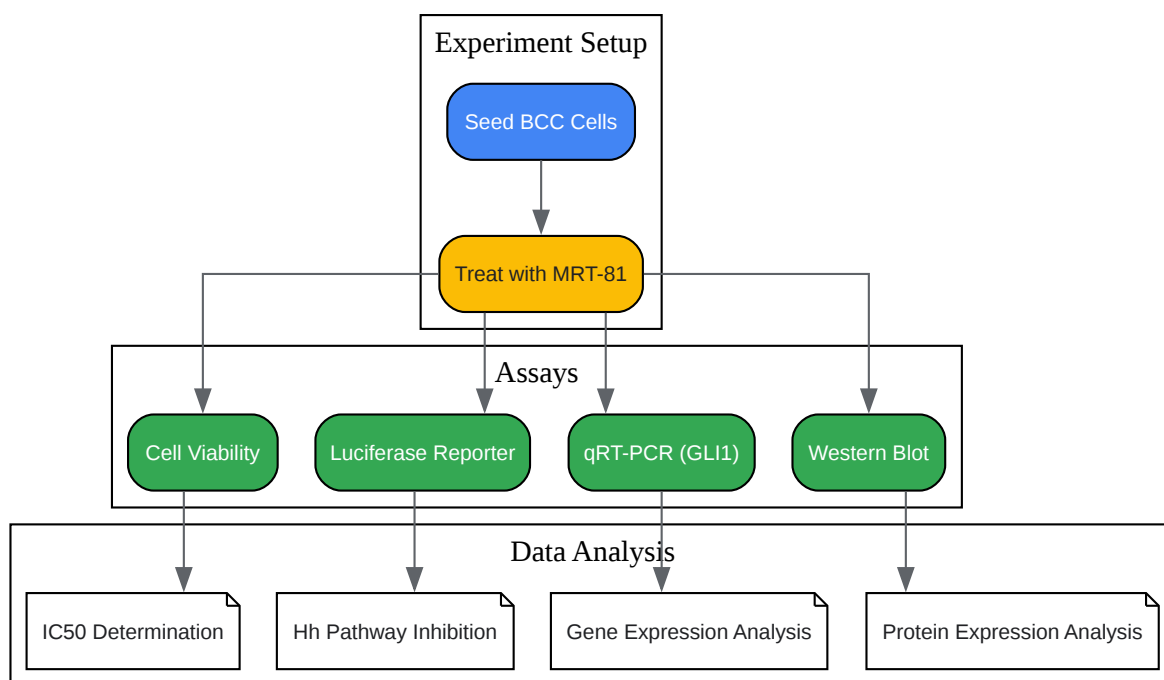 Experiment Setup
Seed BCC Cells
Treat with MRT-81
Assays
Cell Viability
Luciferase Reporter
qRT-PCR (GLI1)
Western Blot
Data Analysis
IC50 Determination
Hh Pathway Inhibition
Gene Expression Analysis
Protein Expression Analysis